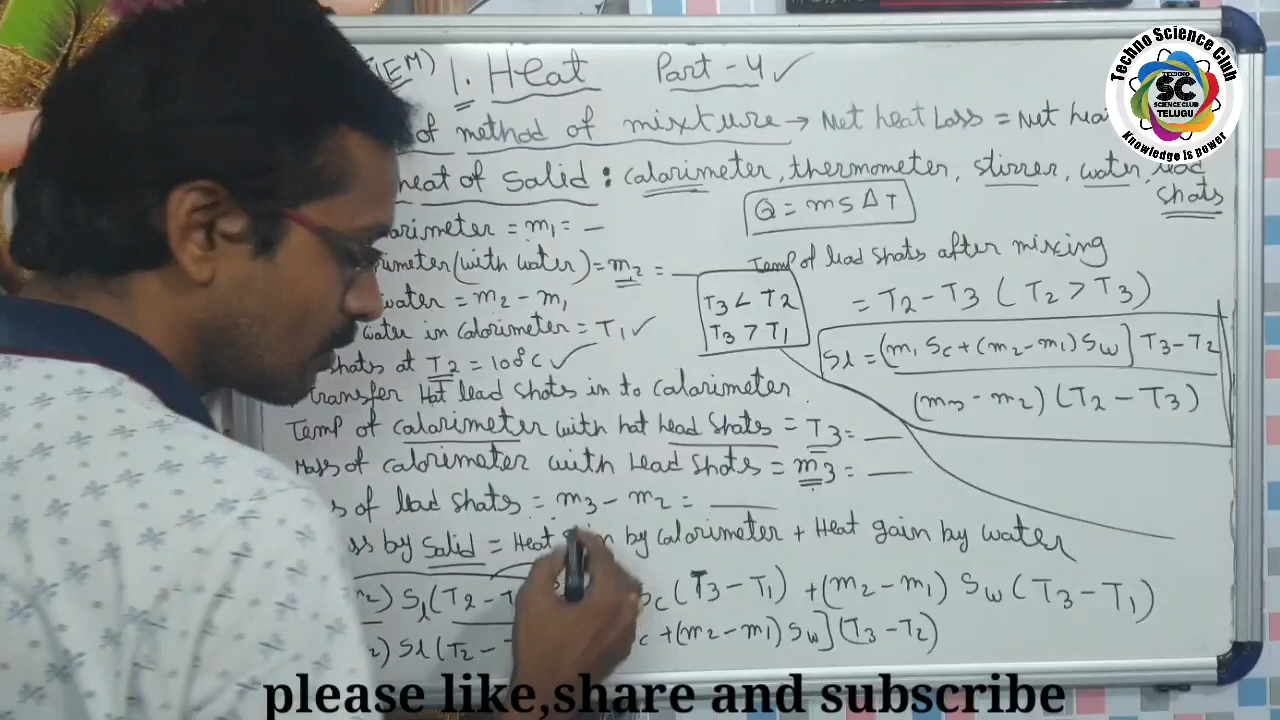 IEM) 1. Heat Part - 4 ✓
of method of mixture → Net heat Loss = Net hea
heat of Solid : calorimeter, thermometer, stirrer, water, lead
shots
Q = ms ΔT
arimeter = m₁ = —
rimeter (with water) = m₂ = —
water = m₂ - m₁
water in calorimeter = T₁ ✓
shots at T₂ = 100°C ✓
transfer Hot lead shots in to calorimeter
Temp of calorimeter with hot lead shots = T₃ = —
Mass of calorimeter with Lead Shots = m₃ = —
s of lead shots = m₃ - m₂ = —
Temp of lead shots after mixing
= T₂ - T₃ ( T₂ > T₃ )
T₃ < T₂
T₃ > T₁
Sl = (m₁ Sc + (m₂ - m₁) Sw ] T₃ - T₂
(m₃ - m₂) (T₂ - T₃)
ss by Solid = Heat gain by calorimeter + Heat gain by water
m₂) Sl (T₂ - T Sc (T₃ - T₁) + (m₂ - m₁) Sw (T₃ - T₁)
2) Sl (T₂ - c + (m₂ - m₁) Sw ] (T₃ - T₂)
Techno Science Club
TECHNO
SC
SCIENCE CLUB
TELUGU
Knowledge is Power
please like,share and subscribe